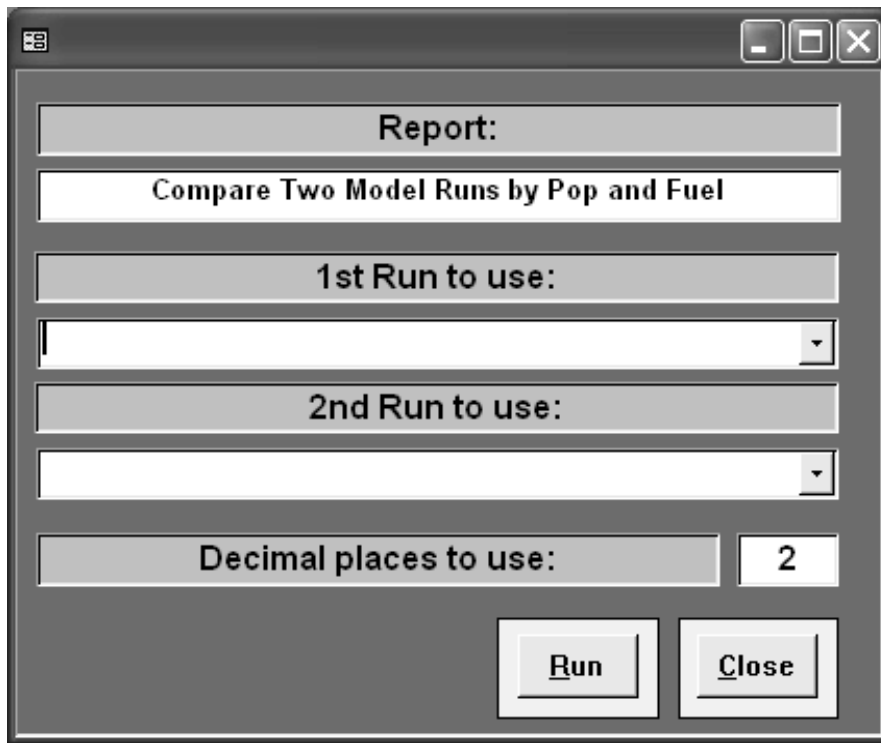 Report:
Compare Two Model Runs by Pop and Fuel
1st Run to use:
2nd Run to use:
Decimal places to use: 2
Run Close